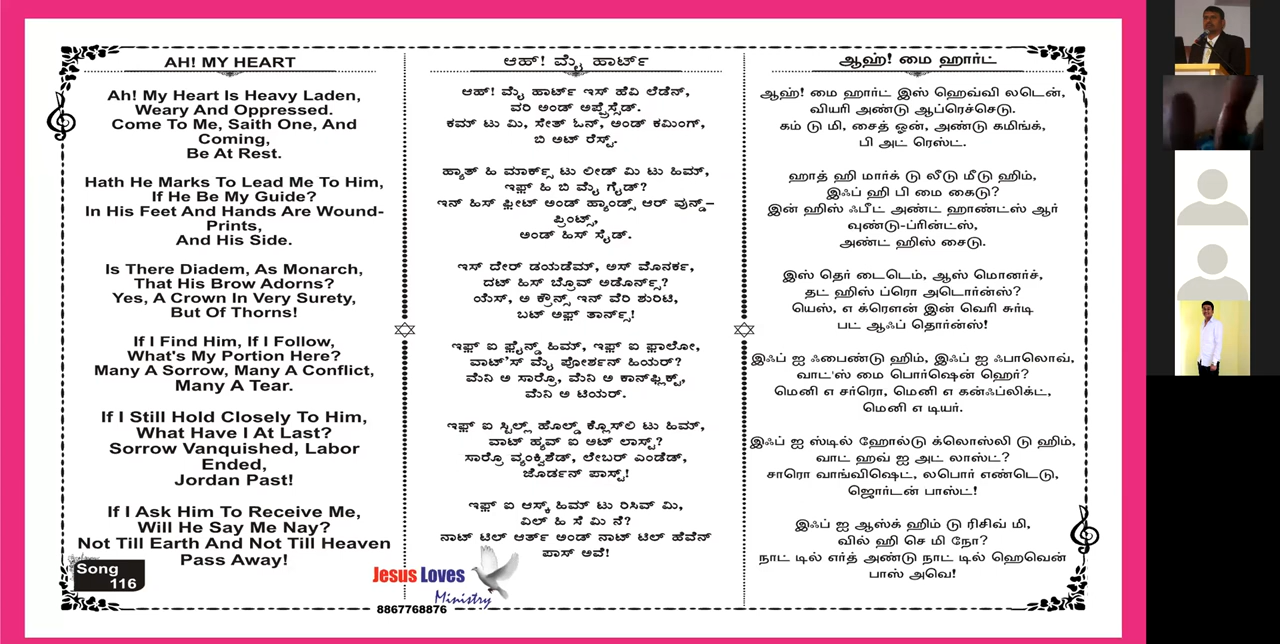 AH! MY HEART
Ah! My Heart Is Heavy Laden,
Weary And Oppressed.
Come To Me, Saith One, And
Coming,
Be At Rest.
Hath He Marks To Lead Me To Him,
If He Be My Guide?
In His Feet And Hands Are Wound-
Prints,
And His Side.
Is There Diadem, As Monarch,
That His Brow Adorns?
Yes, A Crown In Very Surety,
But Of Thorns!
If I Find Him, If I Follow,
What's My Portion Here?
Many A Sorrow, Many A Conflict,
Many A Tear.
If I Still Hold Closely To Him,
What Have I At Last?
Sorrow Vanquished, Labor
Ended,
Jordan Past!
If I Ask Him To Receive Me,
Will He Say Me Nay?
Not Till Earth And Not Till Heaven
Pass Away!
Song
116
ಆಹ್! ಮೈ ಹಾರ್ಟ್
ಆಹ್! ಮೈ ಹಾರ್ಟ್ ಇಸ್ ಹೆವಿ ಲೆಡೆನ್,
ವರಿ ಅಂಡ್ ಅಪ್ರೆಸ್ಸೆಡ್.
ಕಮ್ ಟು ಮಿ, ಸೇತ್ ಓನ್, ಅಂಡ್ ಕಮಿಂಗ್,
ಬಿ ಅಟ್ ರೆಸ್ಟ್.
ಹ್ಯಾತ್ ಹಿ ಮಾರ್ಕ್ಸ್ ಟು ಲೀಡ್ ಮಿ ಟು ಹಿಮ್,
ಇಫ಼್ ಹಿ ಬಿ ಮೈ ಗೈಡ್?
ಇನ್ ಹಿಸ್ ಫ಼ೀಟ್ ಅಂಡ್ ಹ್ಯಾಂಡ್ಸ್ ಆರ್ ವುನ್ಡ್–
ಪ್ರಿಂಟ್ಸ್,
ಅಂಡ್ ಹಿಸ್ ಸೈಡ್.
ಇಸ್ ದೇರ್ ಡಯಡೆಮ್, ಅಸ್ ಮೊನರ್ಕ,
ದಟ್ ಹಿಸ್ ಬ್ರೊವ್ ಅಡೊರ್ನ್ಸ್?
ಯೆಸ್, ಅ ಕ್ರೌನ್ಸ್ ಇನ್ ವೆರಿ ಶುರಿಟಿ,
ಬಟ್ ಅಫ಼್ ತಾರ್ನ್ಸ್!
ಇಫ಼್ ಐ ಫ಼ೈನ್ಡ್ ಹಿಮ್, ಇಫ಼್ ಐ ಫ಼ಾಲೋ,
ವಾಟ್'ಸ್ ಮೈ ಪೋರ್ಶನ್ ಹಿಯರ್?
ಮೆನಿ ಅ ಸಾರ್ರೊ, ಮೆನಿ ಅ ಕಾನ್ಫ಼್ಲಿಕ್ಟ್,
ಮೆನಿ ಅ ಟಿಯರ್.
ಇಫ಼್ ಐ ಸ್ಟಿಲ್ಲ್ ಹೊಲ್ಡ್ ಕ್ಲೊಸ್ಲಿ ಟು ಹಿಮ್,
ವಾಟ್ ಹ್ಯವ್ ಐ ಅಟ್ ಲಾಸ್ಟ್?
ಸಾರ್ರೊ ವ್ಯಂಕ್ವಿಶೆಡ್, ಲೇಬರ್ ಎಂಡೆಡ್,
ಜೊರ್ಡನ್ ಪಾಸ್ಟ್!
ಇಫ಼್ ಐ ಆಸ್ಕ್ ಹಿಮ್ ಟು ರಿಸಿವ್ ಮಿ,
ವಿಲ್ ಹಿ ಸೆ ಮಿ ನೆ?
ನಾಟ್ ಟಿಲ್ ಆರ್ತ್ ಅಂಡ್ ನಾಟ್ ಟಿಲ್ ಹೆವೆನ್
ಪಾಸ್ ಅವೆ!
Jesus Loves
Ministry
8867768876
ஆஹ்! மை ஹார்ட்
ஆஹ்! மை ஹார்ட் இஸ் ஹெவ்வி லடென்,
வியரி அண்டு ஆப்ரெச்செடு.
கம் டு மி, சைத் ஓன், அண்டு கமிங்க்,
பி அட் ரெஸ்ட்.
ஹாத் ஹி மார்க் டு லீடு மீடு ஹிம்,
இஃப் ஹி பி மை கைடு?
இன் ஹிஸ் ஃபீட் அண்ட் ஹாண்ட்ஸ் ஆர்
வுண்டு-ப்ரின்ட்ஸ்,
அண்ட் ஹிஸ் சைடு.
இஸ் தெர் டைடெம், ஆஸ் மொனர்ச்,
தட் ஹிஸ் ப்ரொ அடொர்ன்ஸ்?
யெஸ், எ க்ரௌன் இன் வெரி சுர்டி
பட் ஆஃப் தொர்ன்ஸ்!
இஃப் ஐ ஃபைண்டு ஹிம், இஃப் ஐ ஃபாலொவ்,
வாட்'ஸ் மை பொர்ஷென் ஹெர்?
மெனி எ சர்ரொ, மெனி எ கன்ஃப்லிக்ட்,
மெனி எ டியர்.
இஃப் ஐ ஸ்டில் ஹோல்டு க்லொஸ்லி டு ஹிம்,
வாட் ஹவ் ஐ அட் லாஸ்ட்?
சாரொ வாங்விஷெட், லபொர் எண்டெடு,
ஜொர்டன் பாஸ்ட்!
இஃப் ஐ ஆஸ்க் ஹிம் டு ரிசிவ் மி,
வில் ஹி செ மி நோ?
நாட் டில் எர்த் அண்டு நாட் டில் ஹெவென்
பாஸ் அவெ!